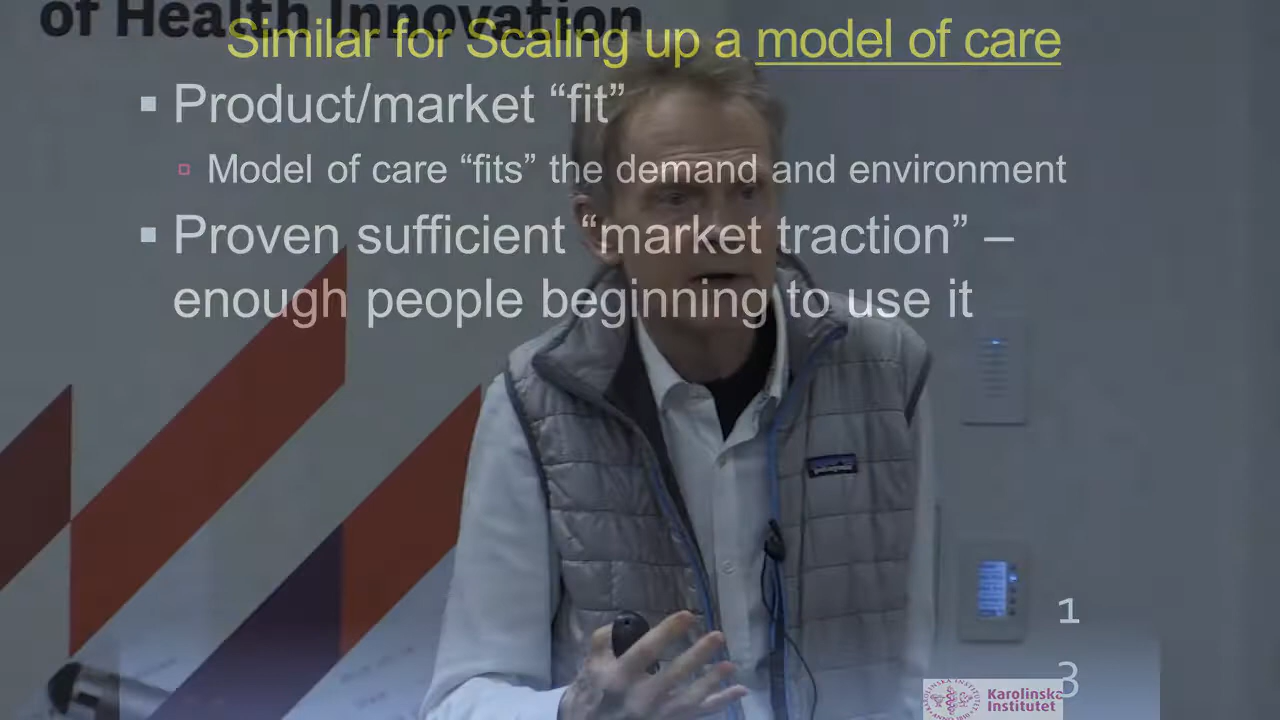 of Health Innovation
Similar for Scaling up a model of care
▪ Product/market “fit”
▫ Model of care “fits” the demand and environment
▪ Proven sufficient “market traction” –
enough people beginning to use it
patagonia
1
3
Karolinska
Institutet